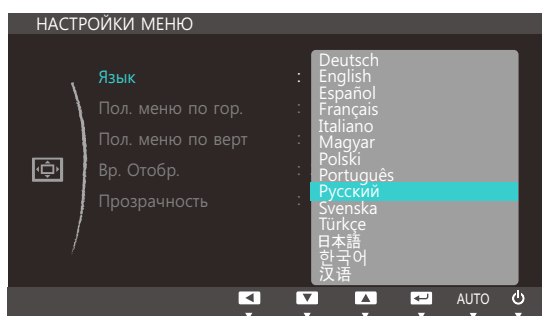 НАСТРОЙКИ МЕНЮ
Язык :
Пол. меню по гор. :
Пол. меню по верт :
Вр. Отобр. :
Прозрачность :
Deutsch
English
Español
Français
Italiano
Magyar
Polski
Português
Русский
Svenska
Türkçe
日本語
한국어
汉语
AUTO